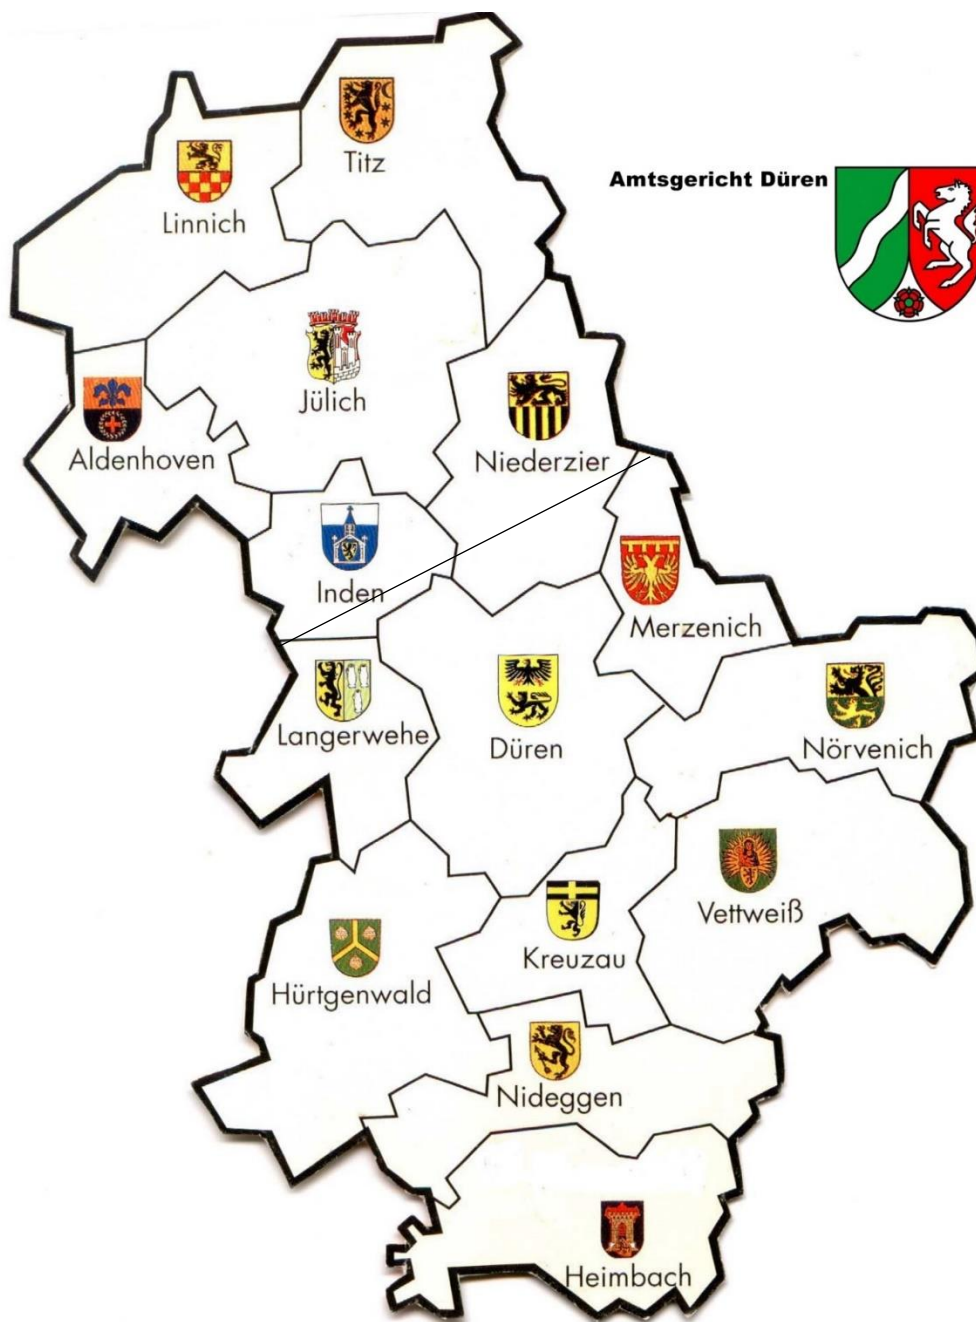 Titz
Amtsgericht Düren
Linnich
Jülich
Aldenhoven
Niederzier
Inden
Merzenich
Langerwehe
Düren
Nörvenich
Vettweiß
Kreuzau
Hürtgenwald
Nideggen
Heimbach